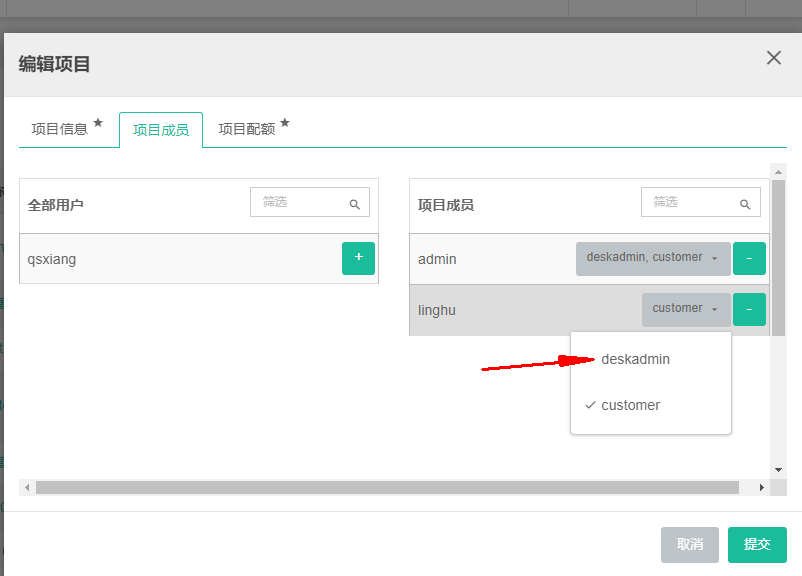 编辑项目
项目信息 ★ 项目成员 项目配额 ★
全部用户 筛选
项目成员 筛选
qsxiang +
admin deskadmin, customer -
linghu customer -
deskadmin
✓ customer
取消 提交